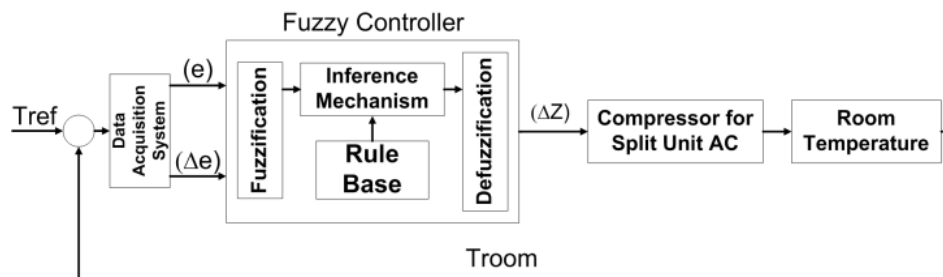 Fuzzy Controller
Tref
Data
Acquisition
System
(e)
(Δe)
Fuzzification
Inference
Mechanism
Rule
Base
Defuzzification
(ΔZ)
Compressor for
Split Unit AC
Room
Temperature
Troom